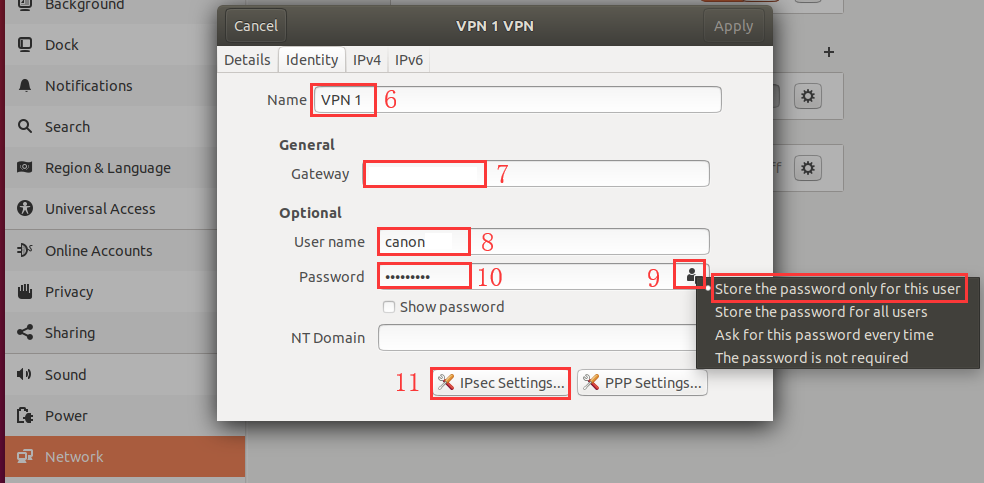 Background
Dock
Notifications
Search
Region & Language
Universal Access
Online Accounts
Privacy
Sharing
Sound
Power
Network
Cancel
VPN 1 VPN
Apply
Details Identity IPv4 IPv6
Name VPN 1 6
General
Gateway 7
Optional
User name canon 8
Password ••••••••• 10 9
Show password
NT Domain
11 IPsec Settings... PPP Settings...
Store the password only for this user
Store the password for all users
Ask for this password every time
The password is not required